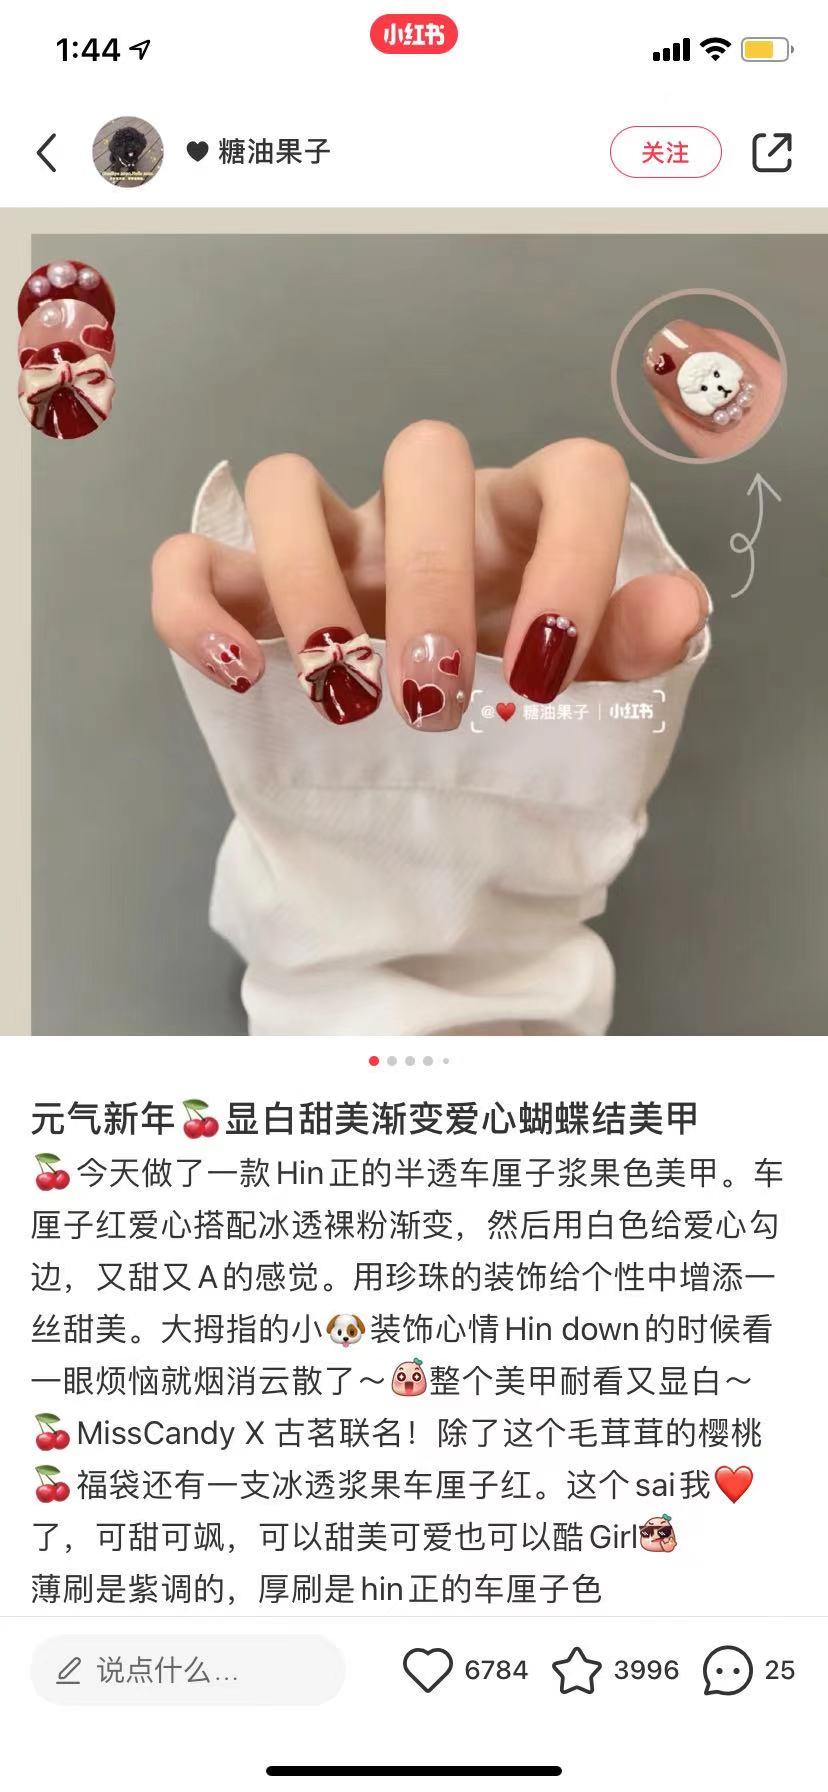 1:44
小红书
♥ 糖油果子
关注
@❤️ 糖油果子 | 小红书
元气新年🍒显白甜美渐变爱心蝴蝶结美甲
🍒今天做了一款Hin正的半透车厘子浆果色美甲。车
厘子红爱心搭配冰透裸粉渐变，然后用白色给爱心勾
边，又甜又A的感觉。用珍珠的装饰给个性中增添一
丝甜美。大拇指的小🐶装饰心情Hin down的时候看
一眼烦恼就烟消云散了～整个美甲耐看又显白～
🍒MissCandy X 古茗联名！除了这个毛茸茸的樱桃
🍒福袋还有一支冰透浆果车厘子红。这个sai我❤️
了，可甜可飒，可以甜美可爱也可以酷Girl
薄刷是紫调的，厚刷是hin正的车厘子色
说点什么...
6784
3996
25